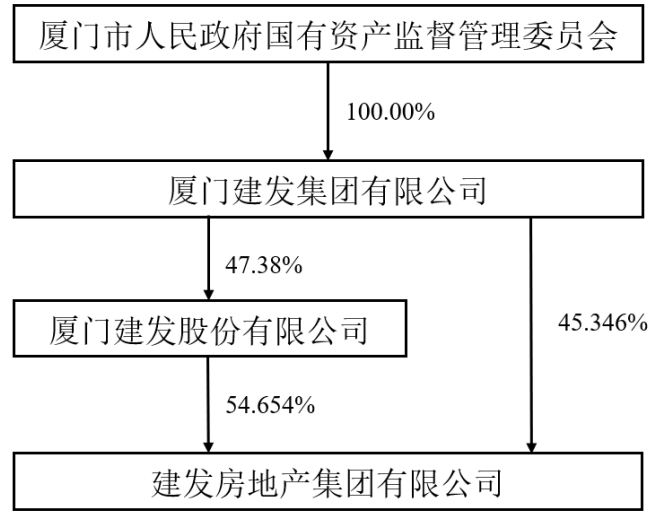 厦门市人民政府国有资产监督管理委员会
100.00%
厦门建发集团有限公司
47.38%
厦门建发股份有限公司
45.346%
54.654%
建发房地产集团有限公司